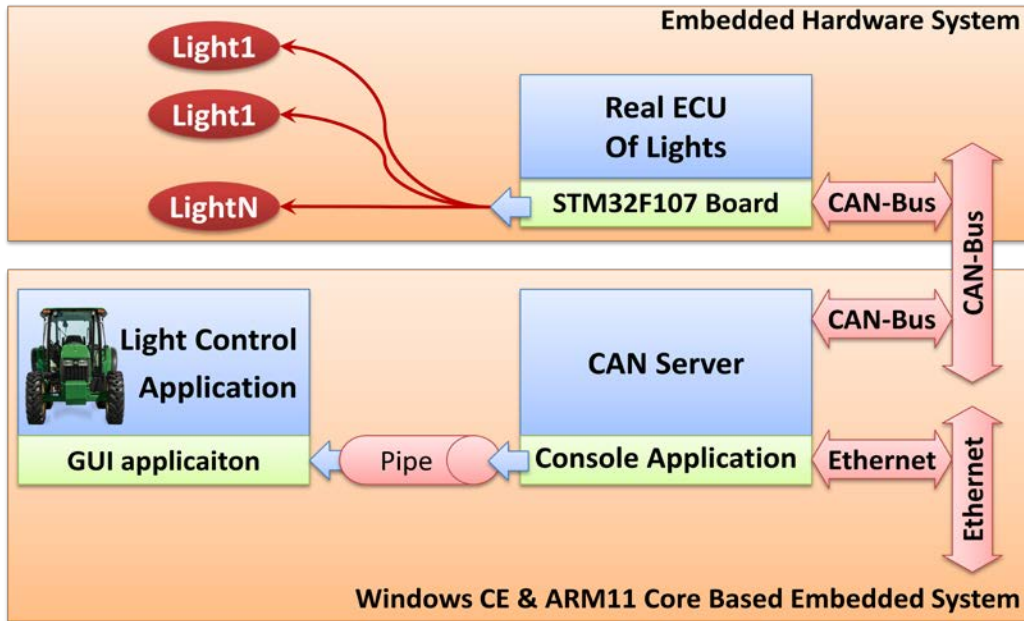 Embedded Hardware System
Light1
Light1
LightN
Real ECU
Of Lights
STM32F107 Board
CAN-Bus
CAN-Bus
Light Control
Application
GUI applicaiton
Pipe
CAN Server
Console Application
CAN-Bus
Ethernet
Ethernet
Windows CE & ARM11 Core Based Embedded System